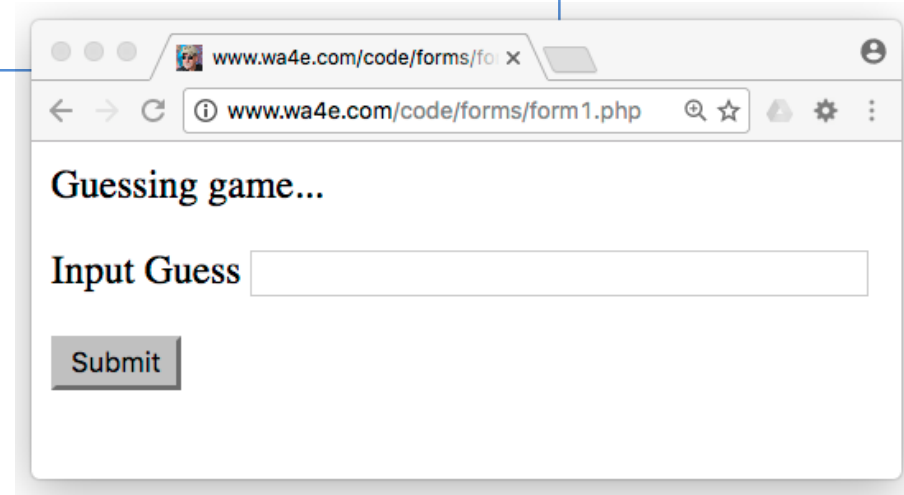 www.wa4e.com/code/forms/fo
www.wa4e.com/code/forms/form1.php
Guessing game...
Input Guess
Submit